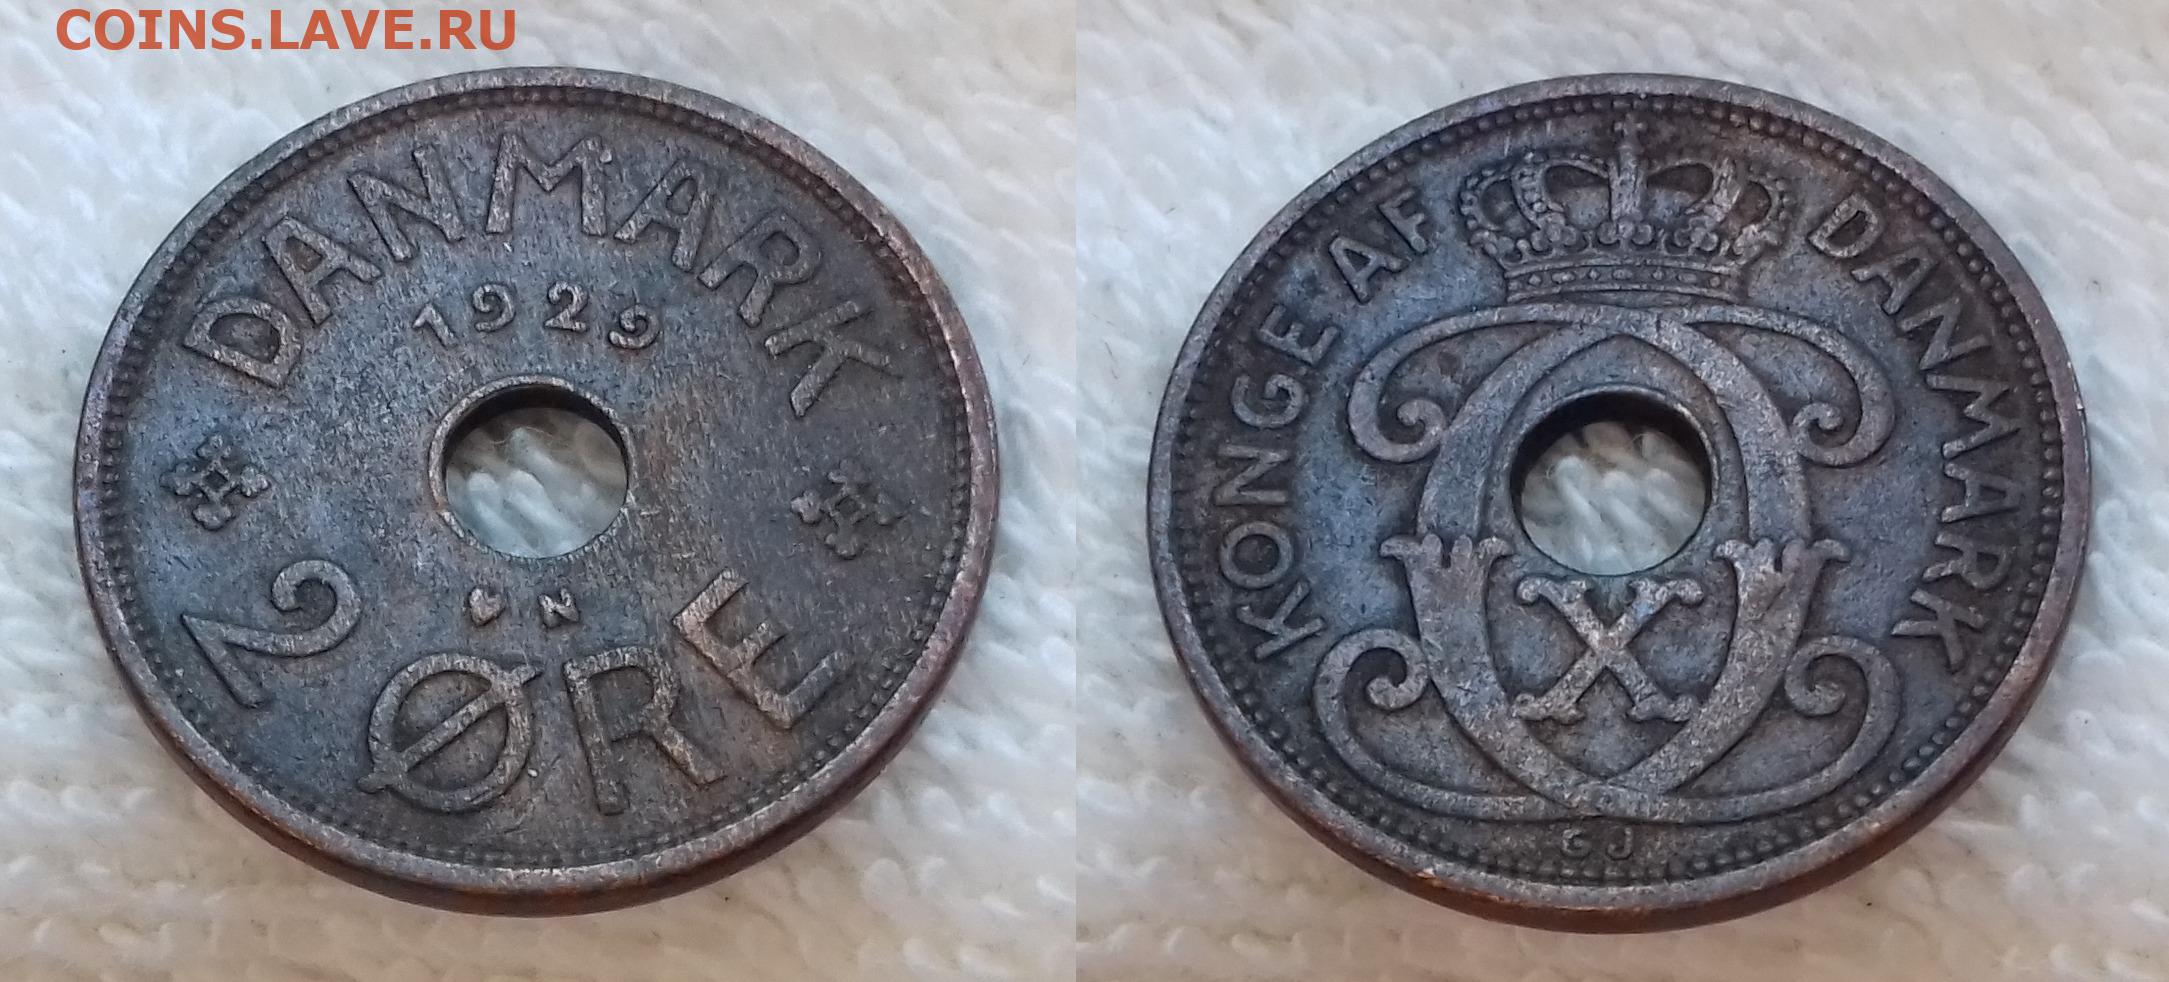 COINS.LAVE.RU
DANMARK
1929
N
2 ØRE
KONGE AF DANMARK
X
GJ